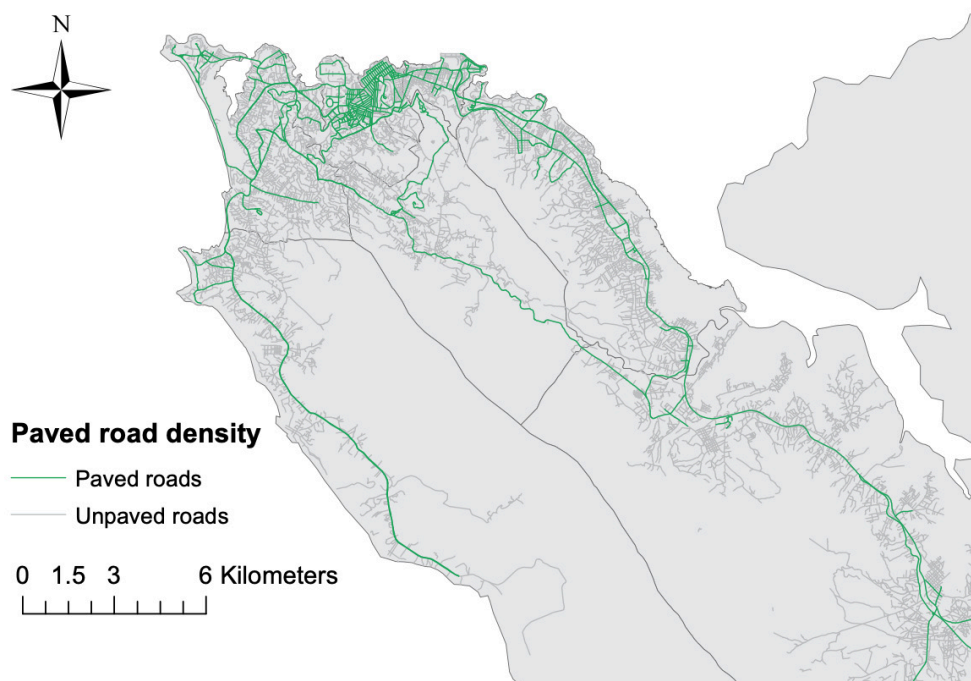 N
Paved road density
Paved roads
Unpaved roads
0 1.5 3 6 Kilometers